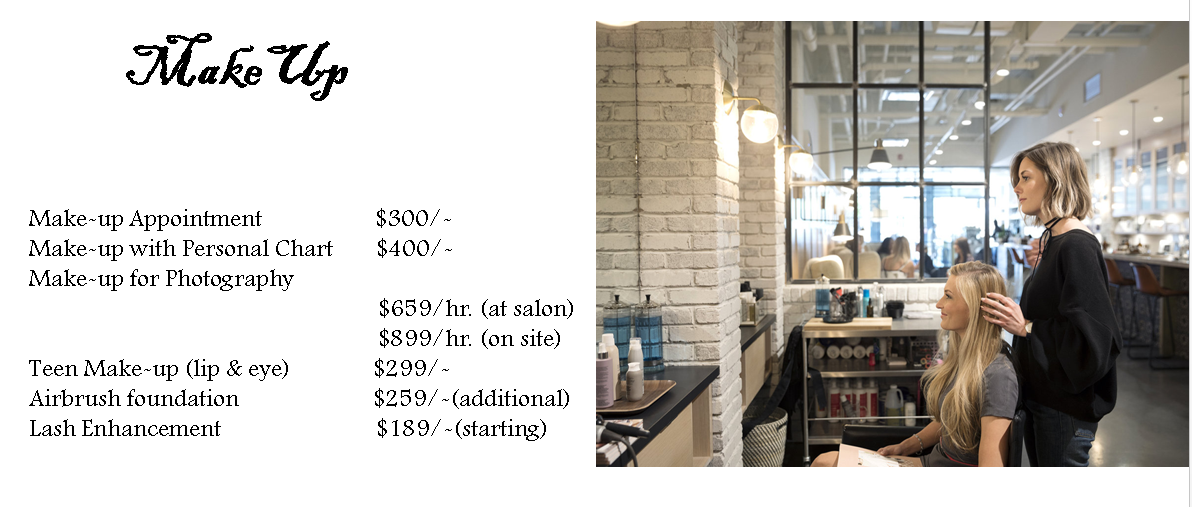 Make Up
Make-up Appointment $300/~
Make~up with Personal Chart $400/~
Make~up for Photography
$659/hr. (at salon)
$899/hr. (on site)
Teen Make~up (lip & eye) $299/~
Airbrush foundation $259/~(additional)
Lash Enhancement $189/~(starting)